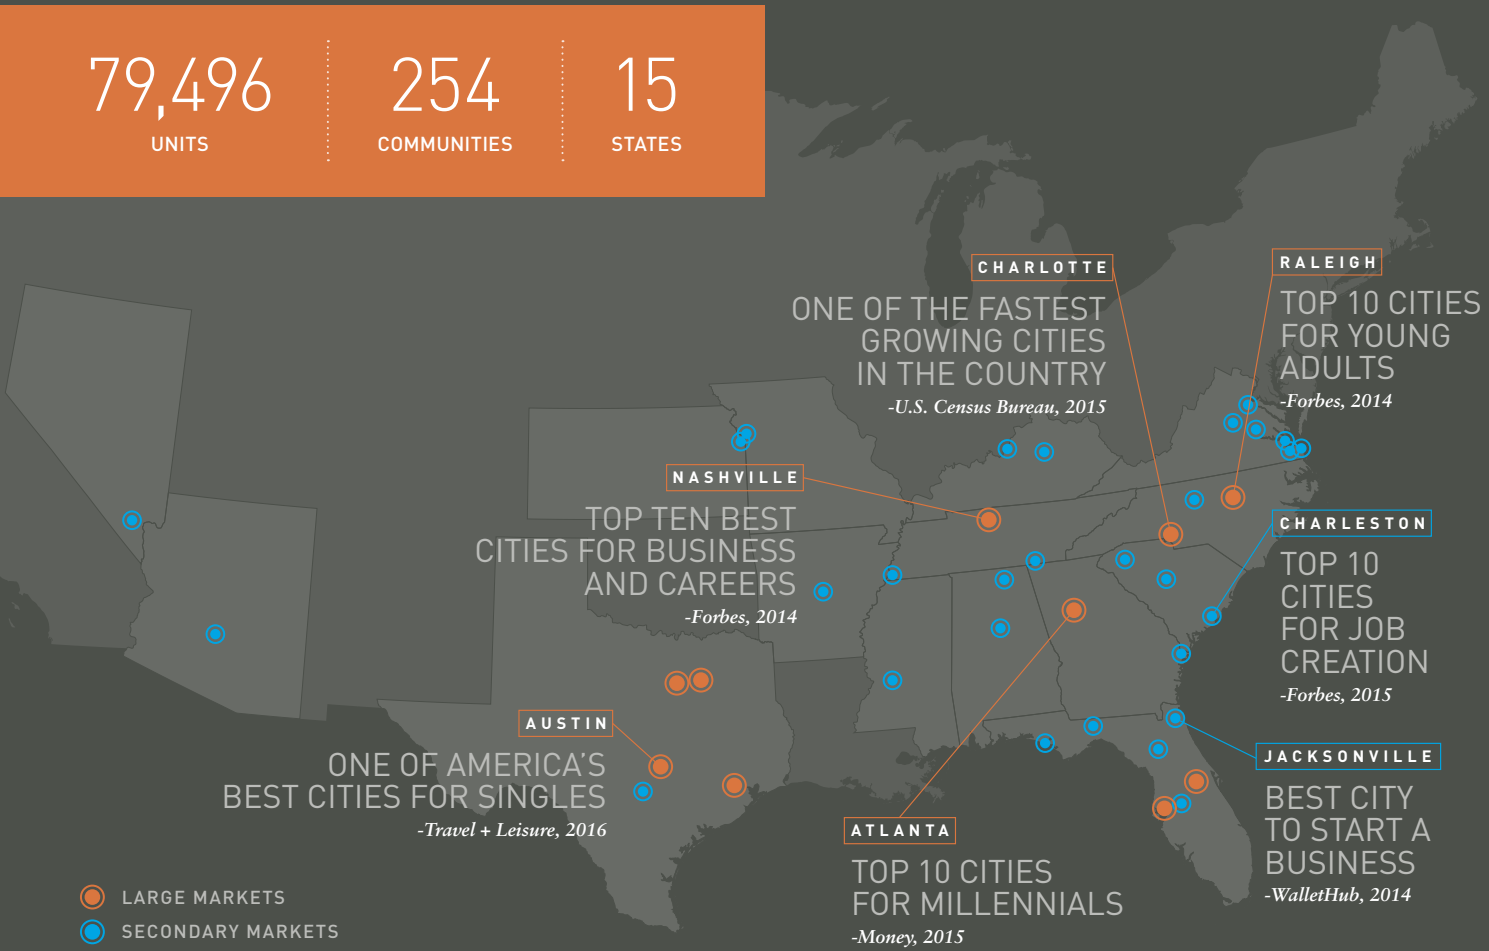 79,496
UNITS
254
COMMUNITIES
15
STATES
CHARLOTTE
ONE OF THE FASTEST
GROWING CITIES
IN THE COUNTRY
-U.S. Census Bureau, 2015
RALEIGH
TOP 10 CITIES
FOR YOUNG
ADULTS
-Forbes, 2014
NASHVILLE
TOP TEN BEST
CITIES FOR BUSINESS
AND CAREERS
-Forbes, 2014
CHARLESTON
TOP 10
CITIES
FOR JOB
CREATION
-Forbes, 2015
AUSTIN
ONE OF AMERICA'S
BEST CITIES FOR SINGLES
-Travel + Leisure, 2016
JACKSONVILLE
BEST CITY
TO START A
BUSINESS
-WalletHub, 2014
ATLANTA
TOP 10 CITIES
FOR MILLENNIALS
-Money, 2015
LARGE MARKETS
SECONDARY MARKETS